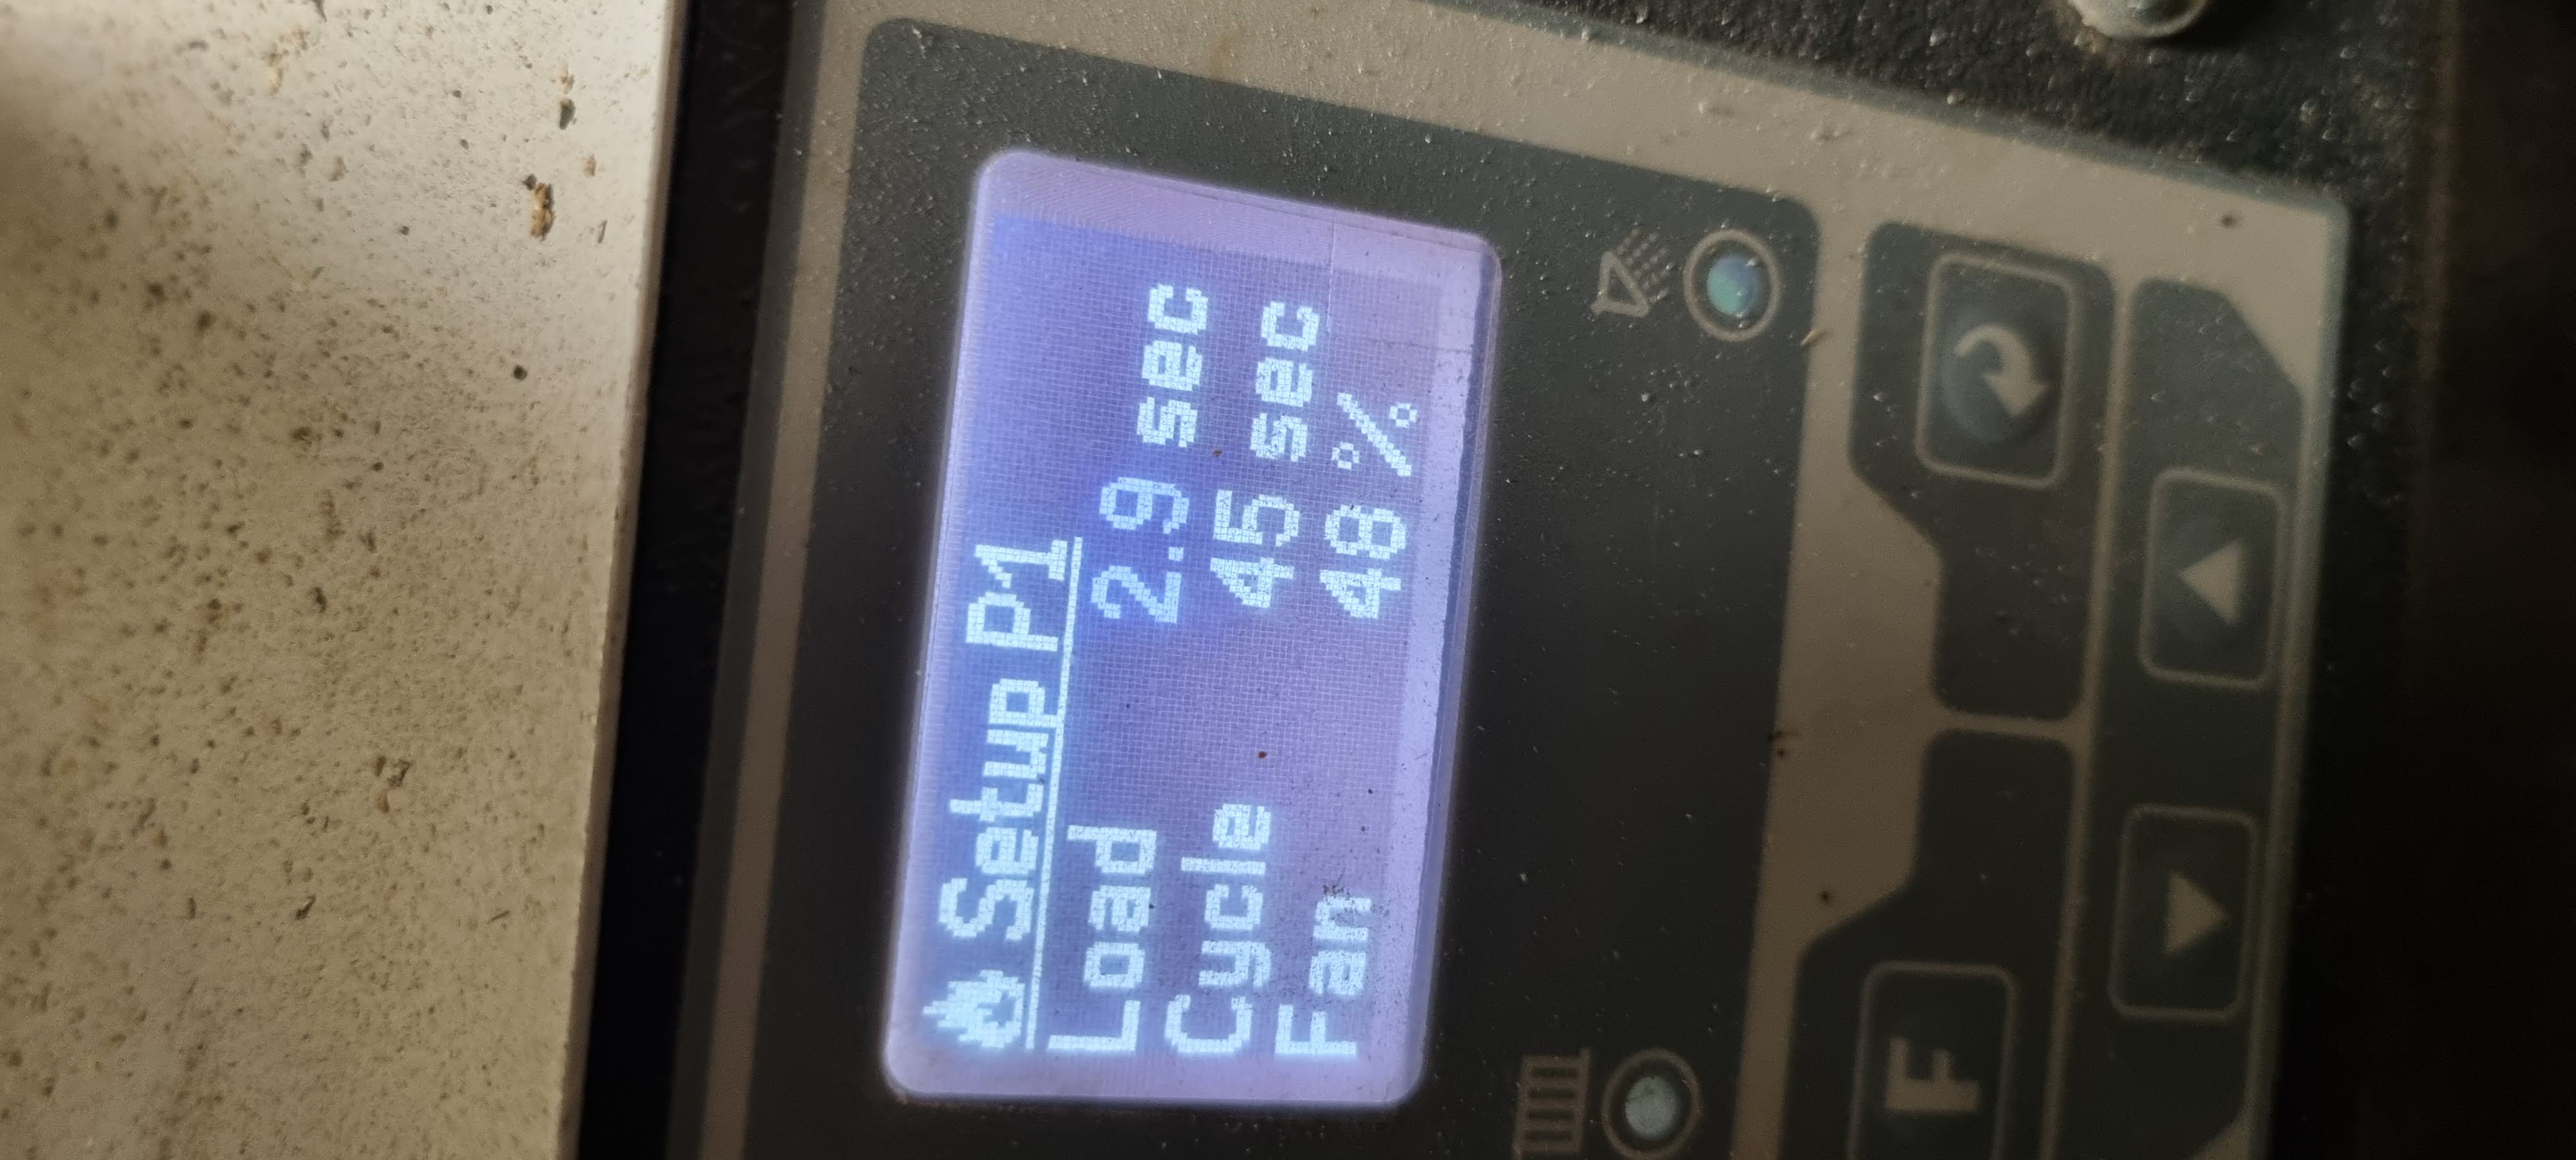 Setup P1
Load 2.9 sec
Cycle 45 sec
Fan 48%
F